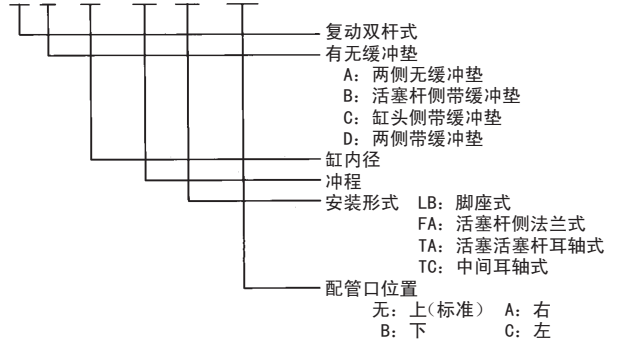 复动双杆式
有无缓冲垫
A: 两侧无缓冲垫
B: 活塞杆侧带缓冲垫
C: 缸头侧带缓冲垫
D: 两侧带缓冲垫
缸内径
冲程
安装形式 LB: 脚座式
FA: 活塞杆侧法兰式
TA: 活塞活塞杆耳轴式
TC: 中间耳轴式
配管口位置
无: 上(标准) A: 右
B: 下 C: 左